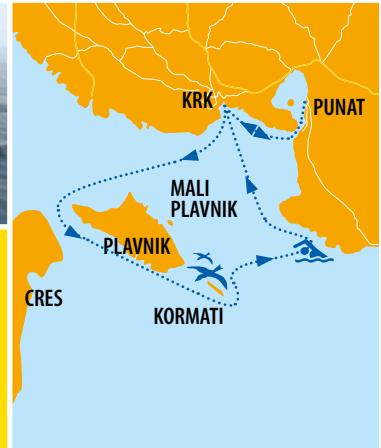 KRK
PUNAT
MALI
PLAVNIK
PLAVNIK
CRES
KORMATI